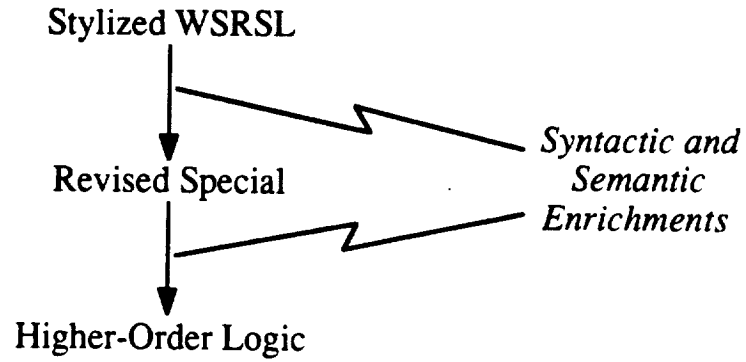 Stylized WSRSL
Syntactic and
Semantic
Enrichments
Revised Special
Higher-Order Logic